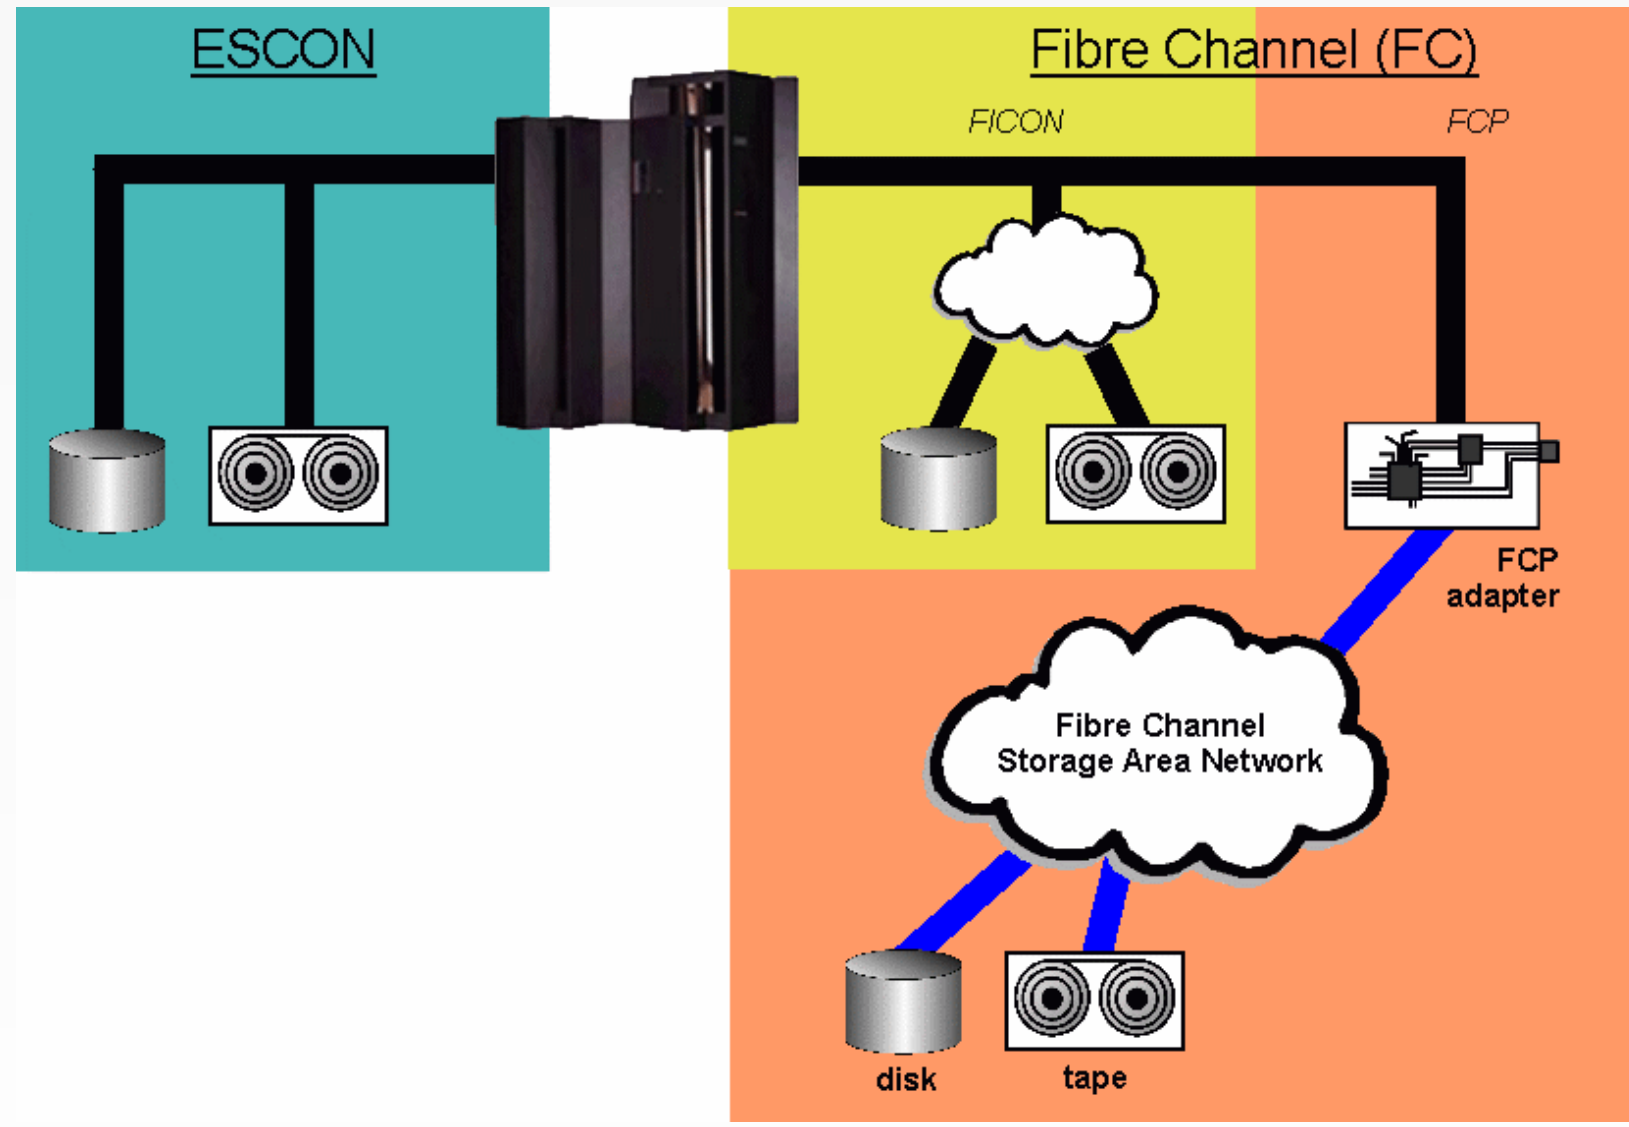 ESCON
Fibre Channel (FC)
FICON
FCP
FCP
adapter
Fibre Channel
Storage Area Network
disk
tape